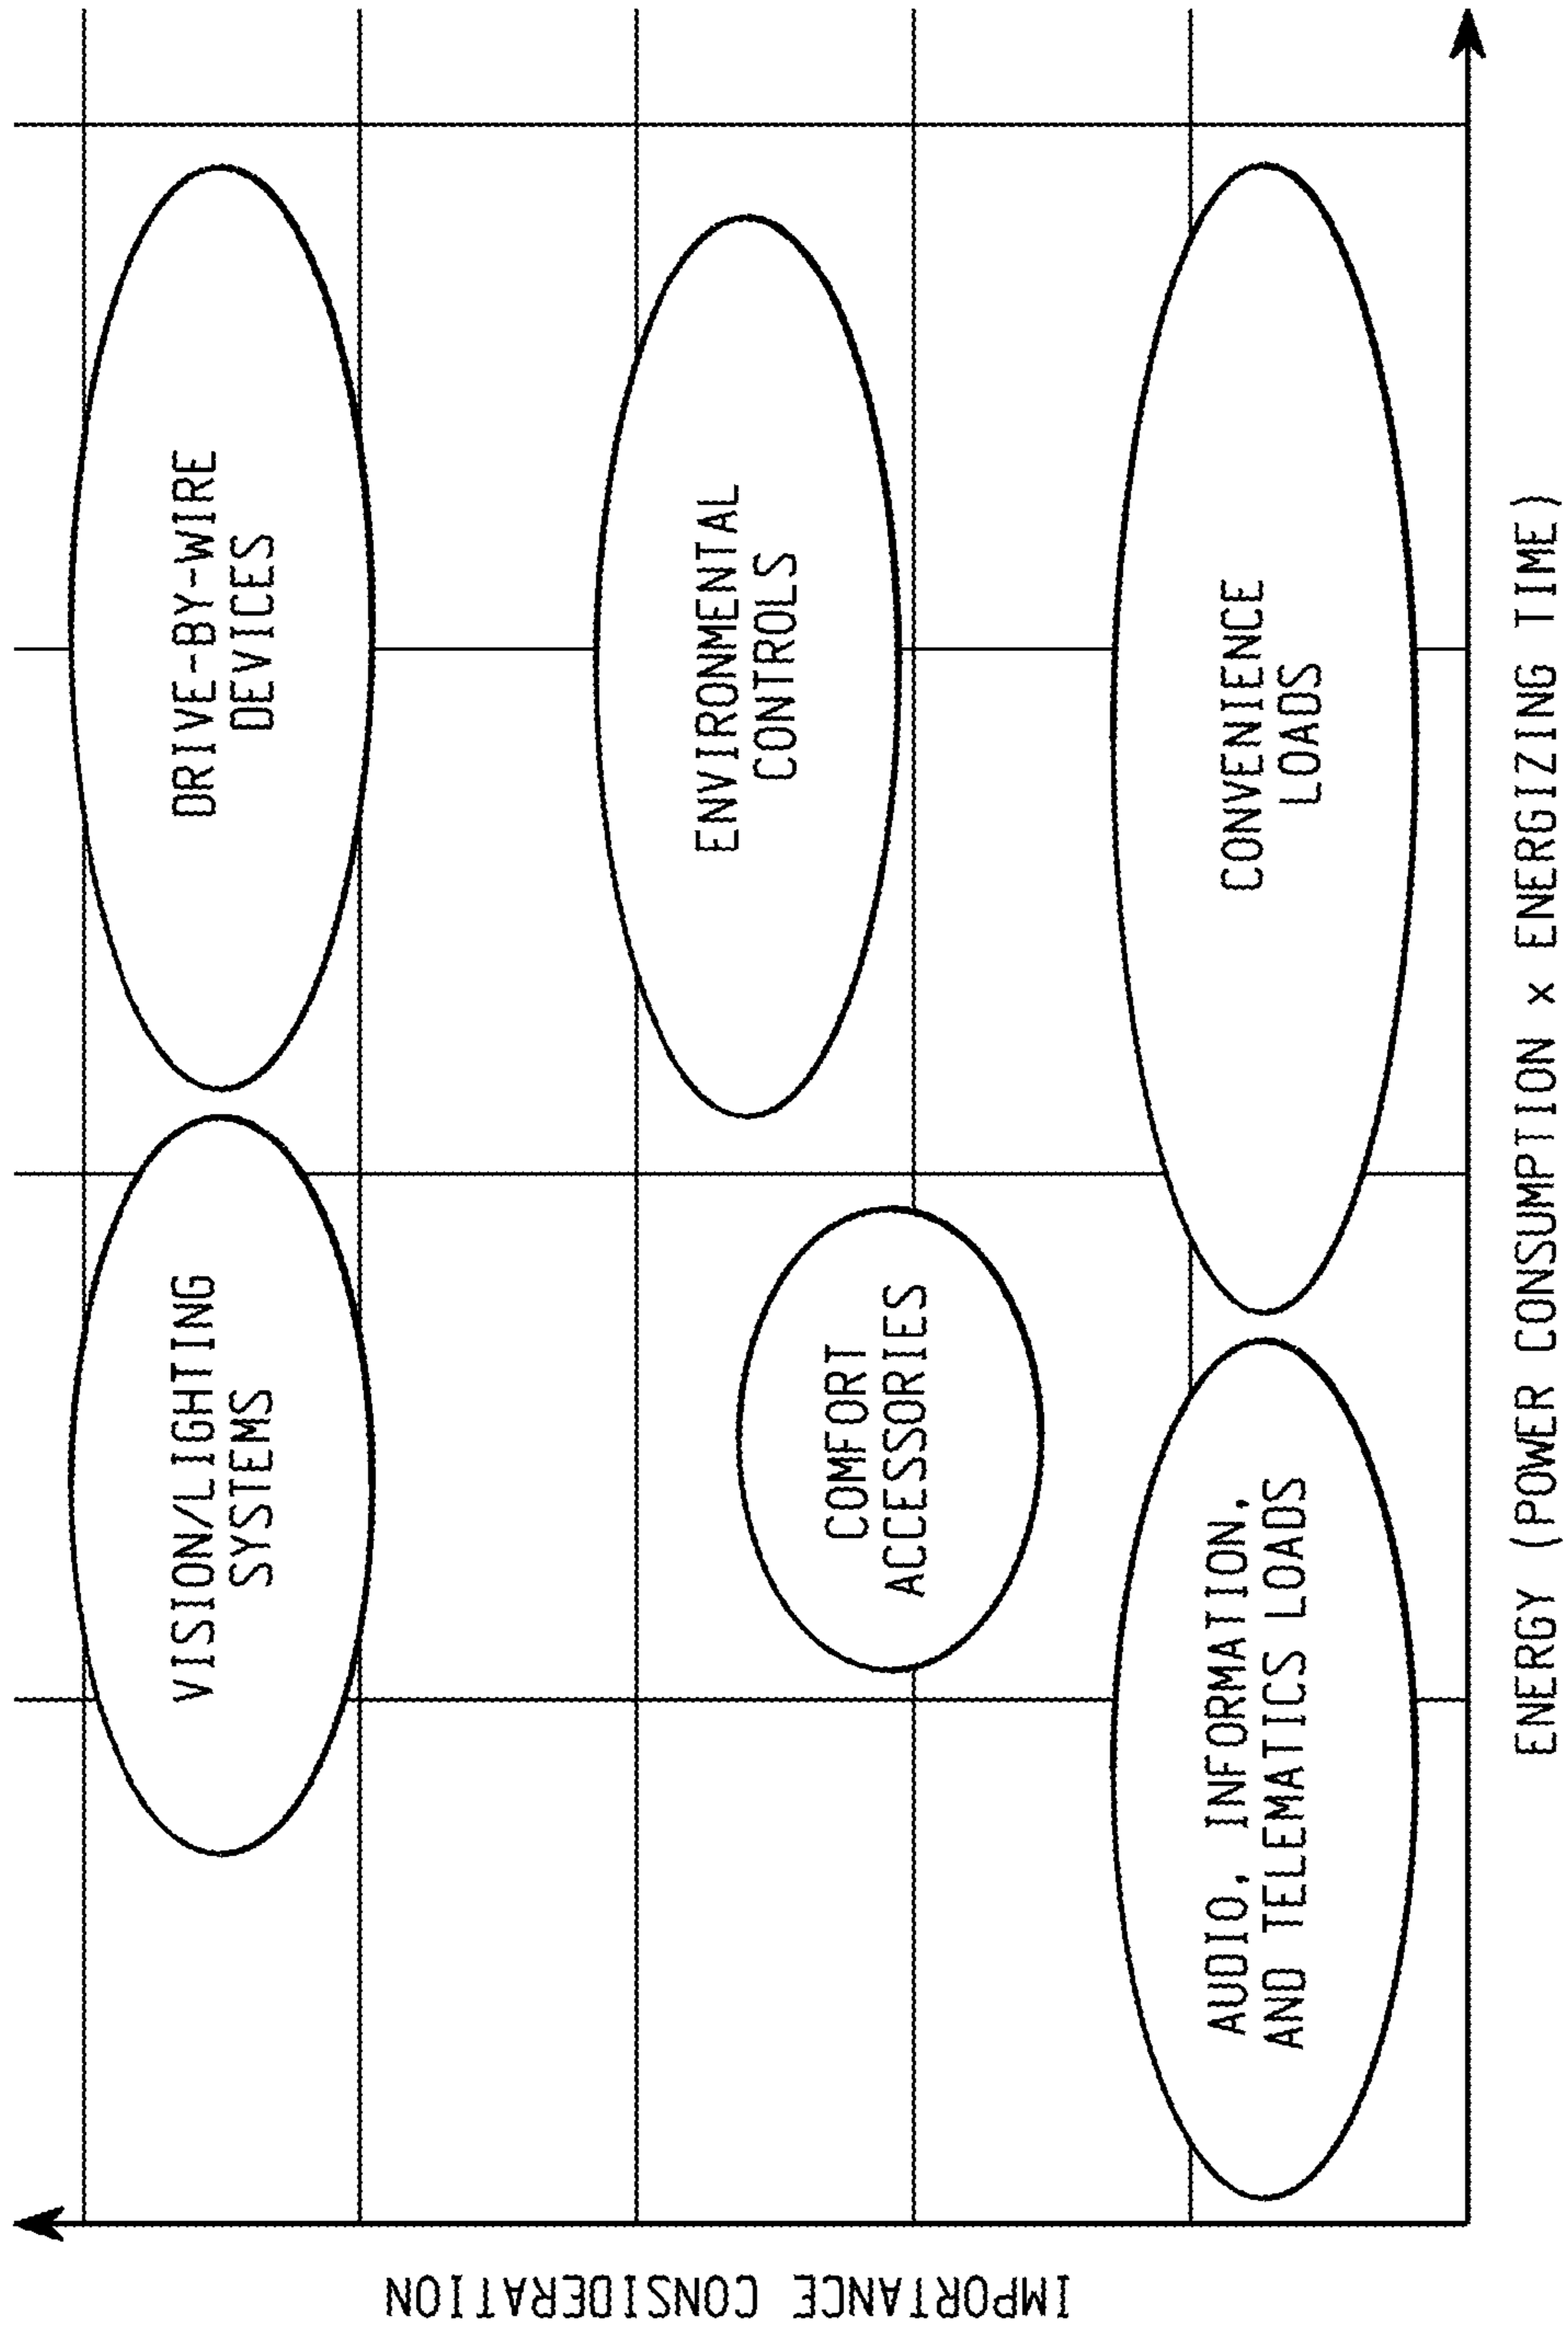 IMPORTANCE CONSIDERATION
VISION/LIGHTING
SYSTEMS
DRIVE-BY-WIRE
DEVICES
ENVIRONMENTAL
CONTROLS
COMFORT
ACCESSORIES
AUDIO, INFORMATION,
AND TELEMATICS LOADS
CONVENIENCE
LOADS
ENERGY (POWER CONSUMPTION x ENERGIZING TIME)